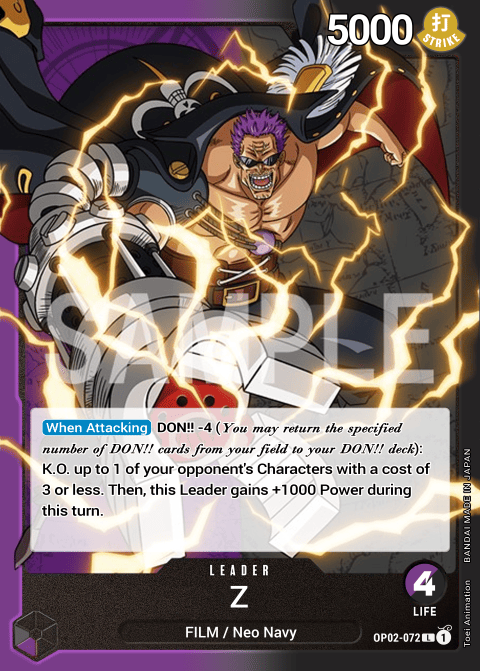 5000
打
STRIKE
SAMPLE
When Attacking DON!! -4 (You may return the specified
number of DON!! cards from your field to your DON!! deck):
K.O. up to 1 of your opponent's Characters with a cost of
3 or less. Then, this Leader gains +1000 Power during
this turn.
LEADER
Z
4
LIFE
FILM / Neo Navy
OP02-072 L 1
Toei Animation BANDAI MADE IN JAPAN